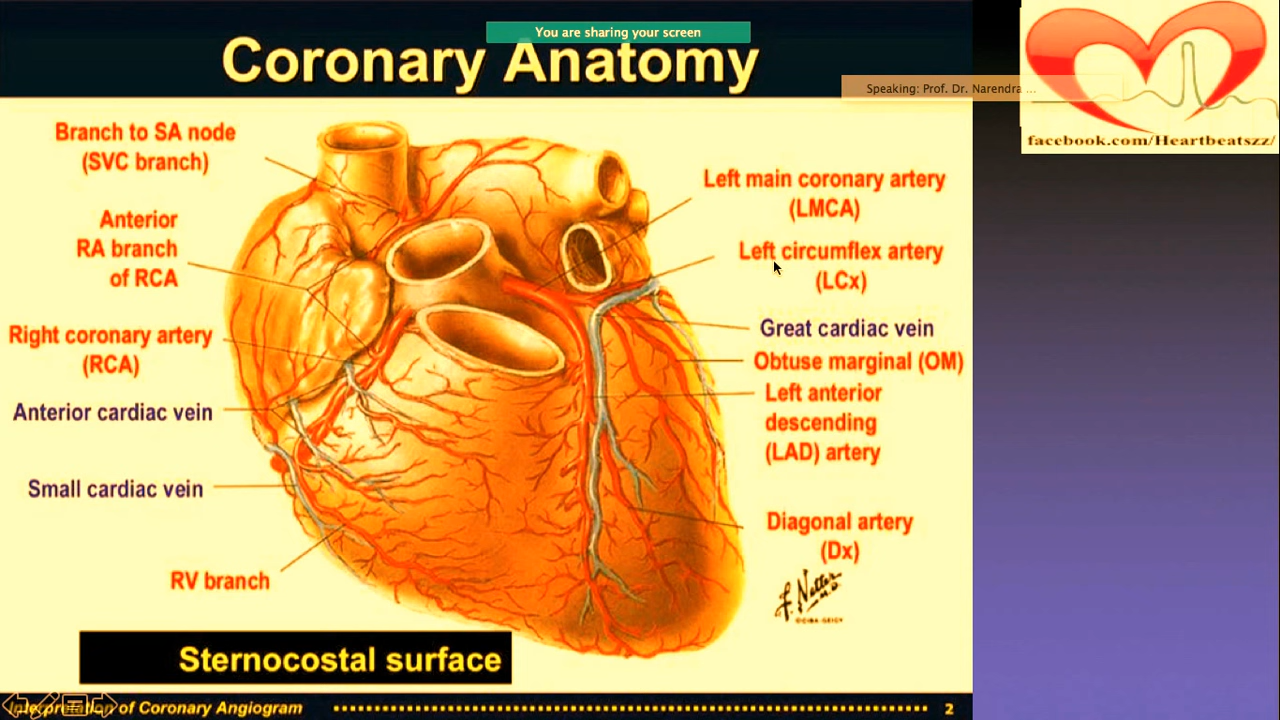 You are sharing your screen
Coronary Anatomy
Speaking: Prof. Dr. Narendra ...
facebook.com/Heartbeatszz/
Branch to SA node
(SVC branch)
Anterior
RA branch
of RCA
Right coronary artery
(RCA)
Anterior cardiac vein
Small cardiac vein
RV branch
Left main coronary artery
(LMCA)
Left circumflex artery
(LCx)
Great cardiac vein
Obtuse marginal (OM)
Left anterior
descending
(LAD) artery
Diagonal artery
(Dx)
F. Netter
M.D.
©CIBA-GEIGY
Sternocostal surface
Interpretation of Coronary Angiogram
2